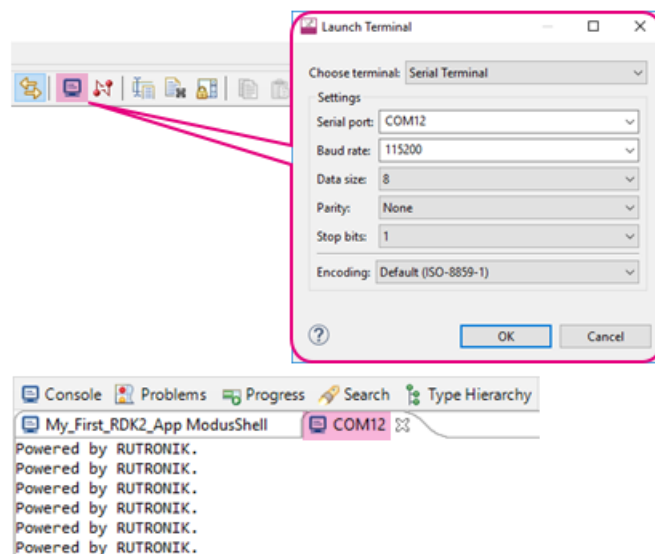 Launch Terminal
Choose terminal: Serial Terminal
Settings
Serial port: COM12
Baud rate: 115200
Data size: 8
Parity: None
Stop bits: 1
Encoding: Default (ISO-8859-1)
OK Cancel
Console Problems Progress Search Type Hierarchy
My_First_RDK2_App ModusShell COM12
Powered by RUTRONIK.
Powered by RUTRONIK.
Powered by RUTRONIK.
Powered by RUTRONIK.
Powered by RUTRONIK.
Powered by RUTRONIK.